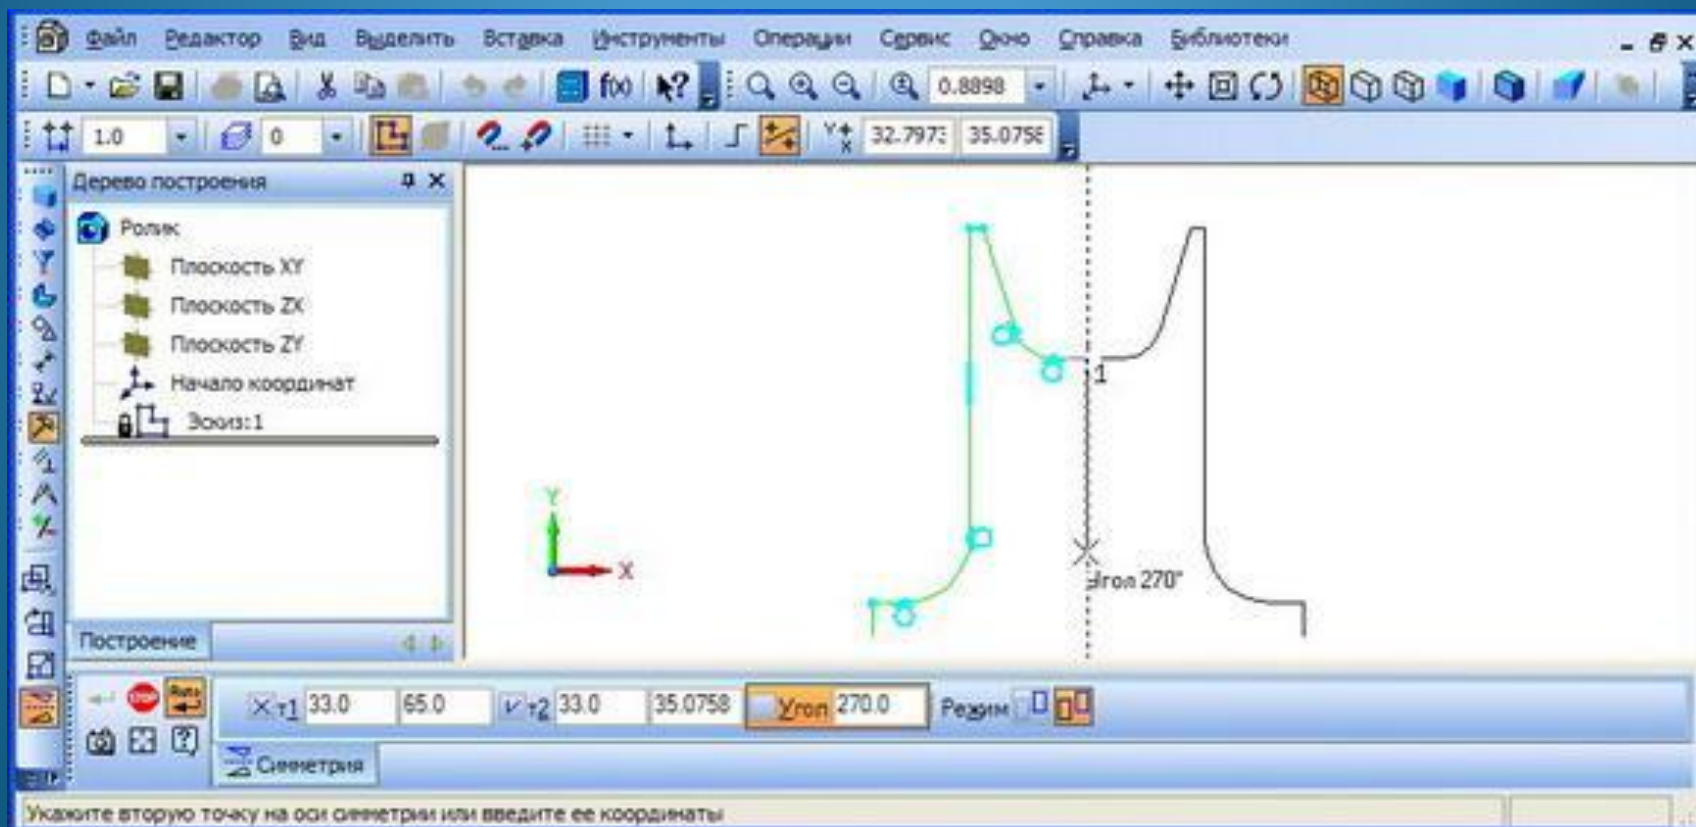 Файл Редактор Вид Выделить Вставка Инструменты Операции Сервис Окно Справка Библиотеки
f(x) 0.8898
1.0 0 32.797 35.0758
Дерево построения
Ролик
Плоскость XY
Плоскость ZX
Плоскость ZY
Начало координат
Эскиз:1
1
Y
X
Угол 270°
Построение
STOP Auto т1 33.0 65.0 т2 33.0 35.0758 Угол 270.0 Режим
Симметрия
Укажите вторую точку на оси симметрии или введите ее координаты